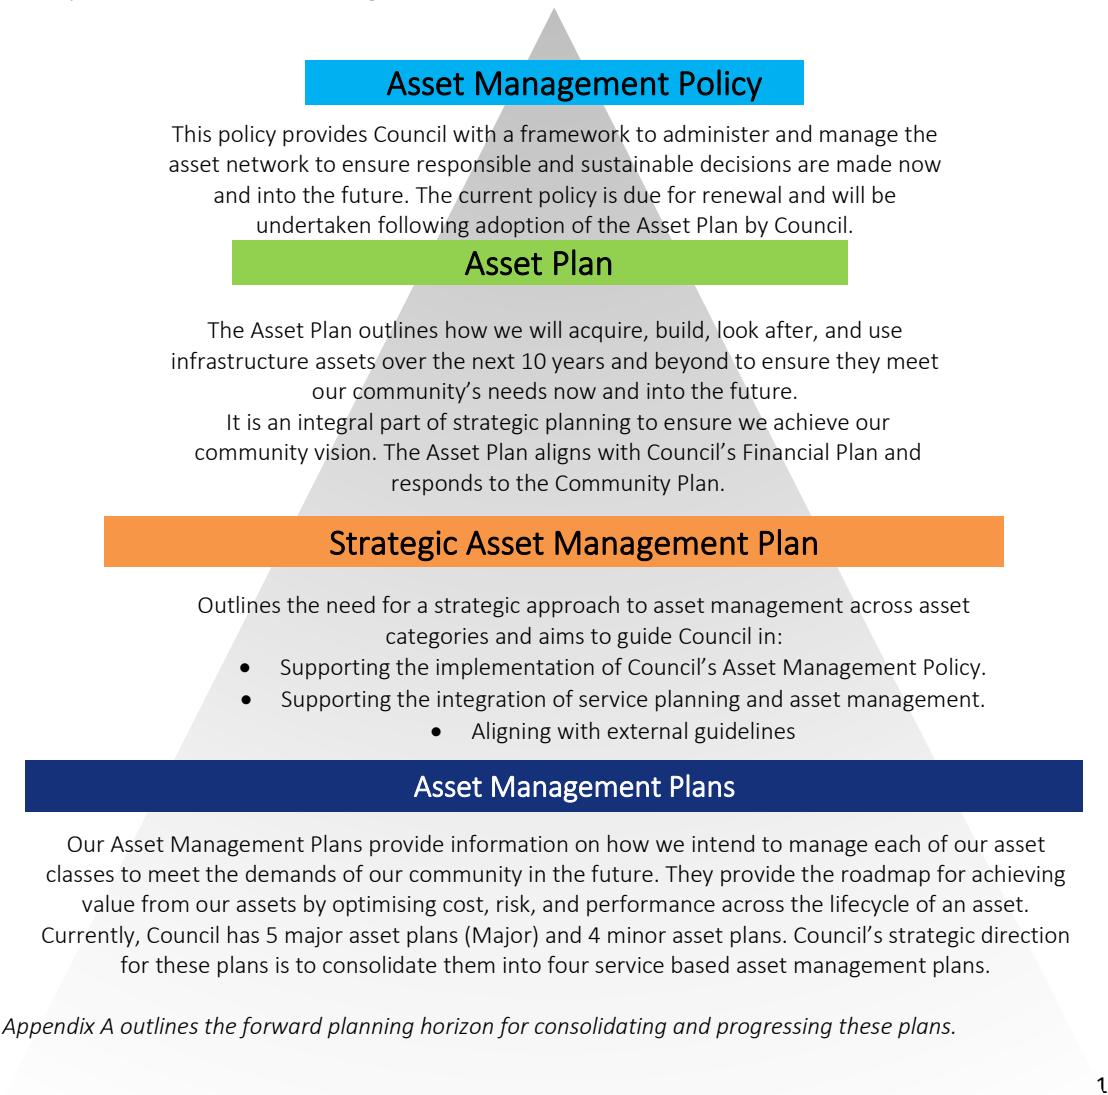 Asset Management Policy
This policy provides Council with a framework to administer and manage the
asset network to ensure responsible and sustainable decisions are made now
and into the future. The current policy is due for renewal and will be
undertaken following adoption of the Asset Plan by Council.
Asset Plan
The Asset Plan outlines how we will acquire, build, look after, and use
infrastructure assets over the next 10 years and beyond to ensure they meet
our community’s needs now and into the future.
It is an integral part of strategic planning to ensure we achieve our
community vision. The Asset Plan aligns with Council’s Financial Plan and
responds to the Community Plan.
Strategic Asset Management Plan
Outlines the need for a strategic approach to asset management across asset
categories and aims to guide Council in:
• Supporting the implementation of Council’s Asset Management Policy.
• Supporting the integration of service planning and asset management.
• Aligning with external guidelines
Asset Management Plans
Our Asset Management Plans provide information on how we intend to manage each of our asset
classes to meet the demands of our community in the future. They provide the roadmap for achieving
value from our assets by optimising cost, risk, and performance across the lifecycle of an asset.
Currently, Council has 5 major asset plans (Major) and 4 minor asset plans. Council’s strategic direction
for these plans is to consolidate them into four service based asset management plans.
Appendix A outlines the forward planning horizon for consolidating and progressing these plans.